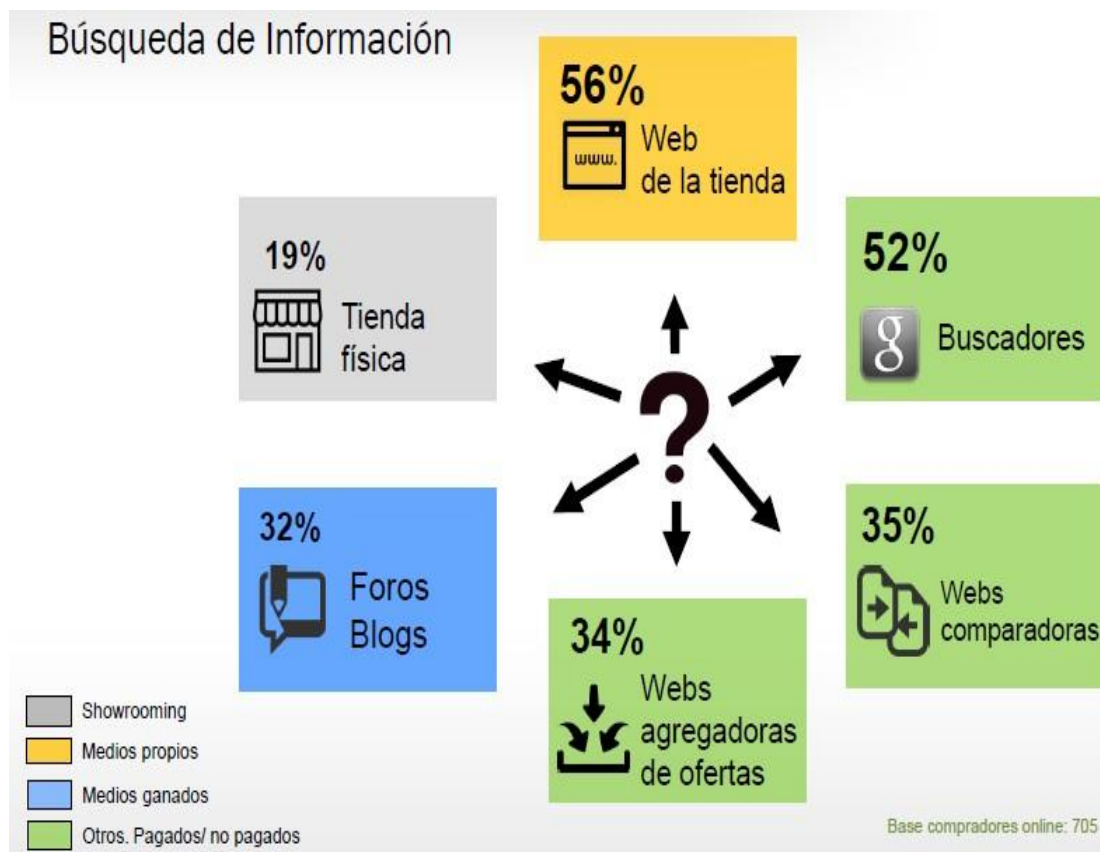 Búsqueda de Información
56%
www.
Web
de la tienda
19%
Tienda
física
52%
g
Buscadores
32%
Foros
Blogs
35%
Webs
comparadoras
34%
Webs
agregadoras
de ofertas
?
Showrooming
Medios propios
Medios ganados
Otros. Pagados/ no pagados
Base compradores online: 705